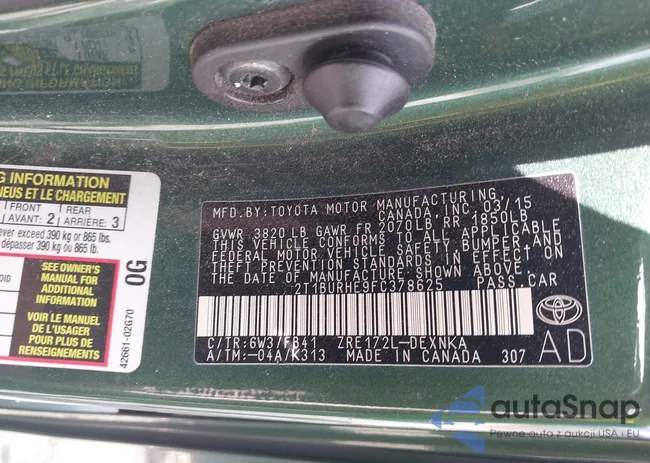 G INFORMATION
NEUS ET LE CHARGEMENT
FRONT
AVANT: 2
REAR
ARRIÈRE: 3
ever exceed 390 kg or 865 lbs.
dépasser 390 kg ou 865 lb.
SEE OWNER'S
MANUAL FOR
ADDITIONAL
INFORMATION
VOIR LE MANUEL
DE L'USAGER
POUR PLUS DE
RENSEIGNEMENTS
0G
42661-02G70
MFD.BY:TOYOTA MOTOR MANUFACTURING
CANADA, INC. 03/15
GVWR 3820 LB GAWR FR 2070LB RR 1850LB
THIS VEHICLE CONFORMS TO ALL APPLICABLE
FEDERAL MOTOR VEHICLE SAFETY,BUMPER,AND
THEFT PREVENTION STANDARDS IN EFFECT ON
THE DATE OF MANUFACTURE SHOWN ABOVE.
2T1BURHE9FC378625 PASS.CAR
C/TR:6W3/FB41 ZRE172L-DEXNKA
A/TM:-04A/K313 MADE IN CANADA 307
AD
autaSnap
Pewne auta z aukcji USA i EU